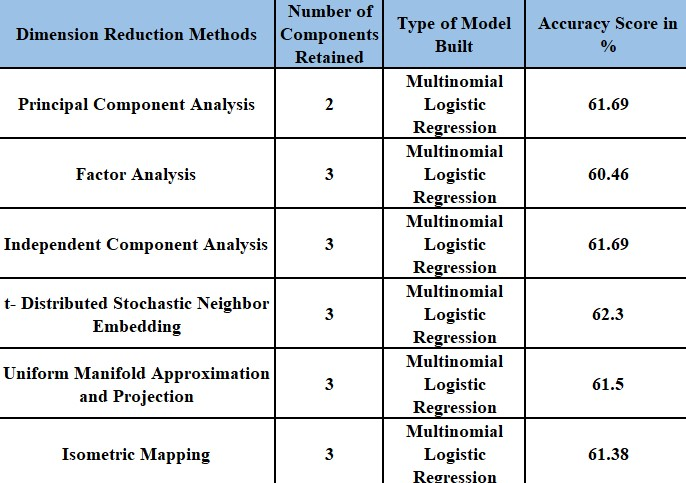 Dimension Reduction Methods
Number of
Components
Retained
Type of Model
Built
Accuracy Score in
%
Principal Component Analysis
2
Multinomial
Logistic
Regression
61.69
Factor Analysis
3
Multinomial
Logistic
Regression
60.46
Independent Component Analysis
3
Multinomial
Logistic
Regression
61.69
t- Distributed Stochastic Neighbor
Embedding
3
Multinomial
Logistic
Regression
62.3
Uniform Manifold Approximation
and Projection
3
Multinomial
Logistic
Regression
61.5
Isometric Mapping
3
Multinomial
Logistic
Regression
61.38